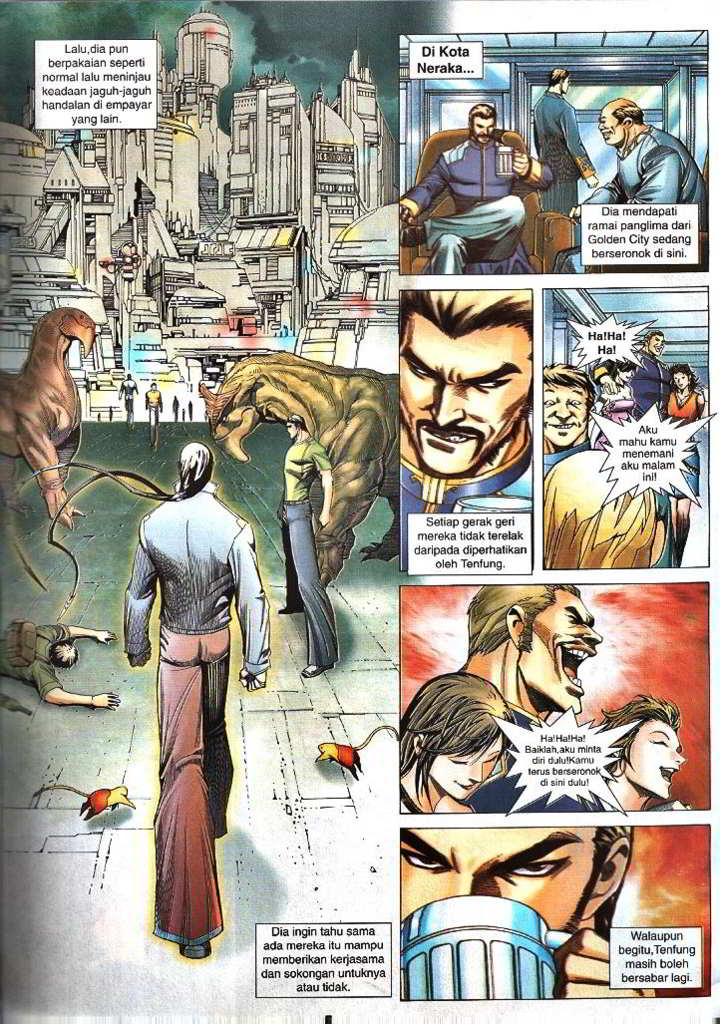 Lalu,dia pun
berpakaian seperti
normal lalu meninjau
keadaan jaguh-jaguh
handalan di empayar
yang lain.
Dia ingin tahu sama
ada mereka itu mampu
memberikan kerjasama
dan sokongan untuknya
atau tidak.
Di Kota
Neraka...
Dia mendapati
ramai panglima dari
Golden City sedang
berseronok di sini.
Setiap gerak geri
mereka tidak terelak
daripada diperhatikan
oleh Tenfung.
Ha!Ha!
Ha!
Aku
mahu kamu
menemani
aku malam
ini!
Ha!Ha!Ha!
Baiklah,aku minta
diri dulu!Kamu
terus berseronok
di sini dulu!
Walaupun
begitu,Tenfung
masih boleh
bersabar lagi.